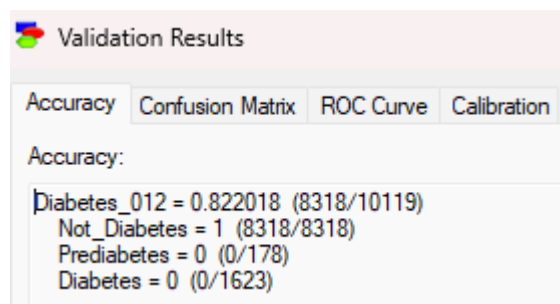 Validation Results
Accuracy Confusion Matrix ROC Curve Calibration
Accuracy:
Diabetes_012 = 0.822018 (8318/10119)
Not_Diabetes = 1 (8318/8318)
Prediabetes = 0 (0/178)
Diabetes = 0 (0/1623)